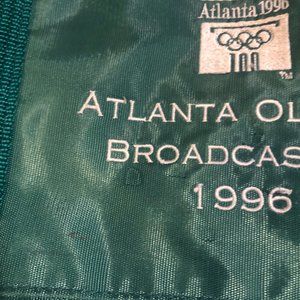 Atlanta 1996
100
TM
ATLANTA OL
BROADCAS
1996